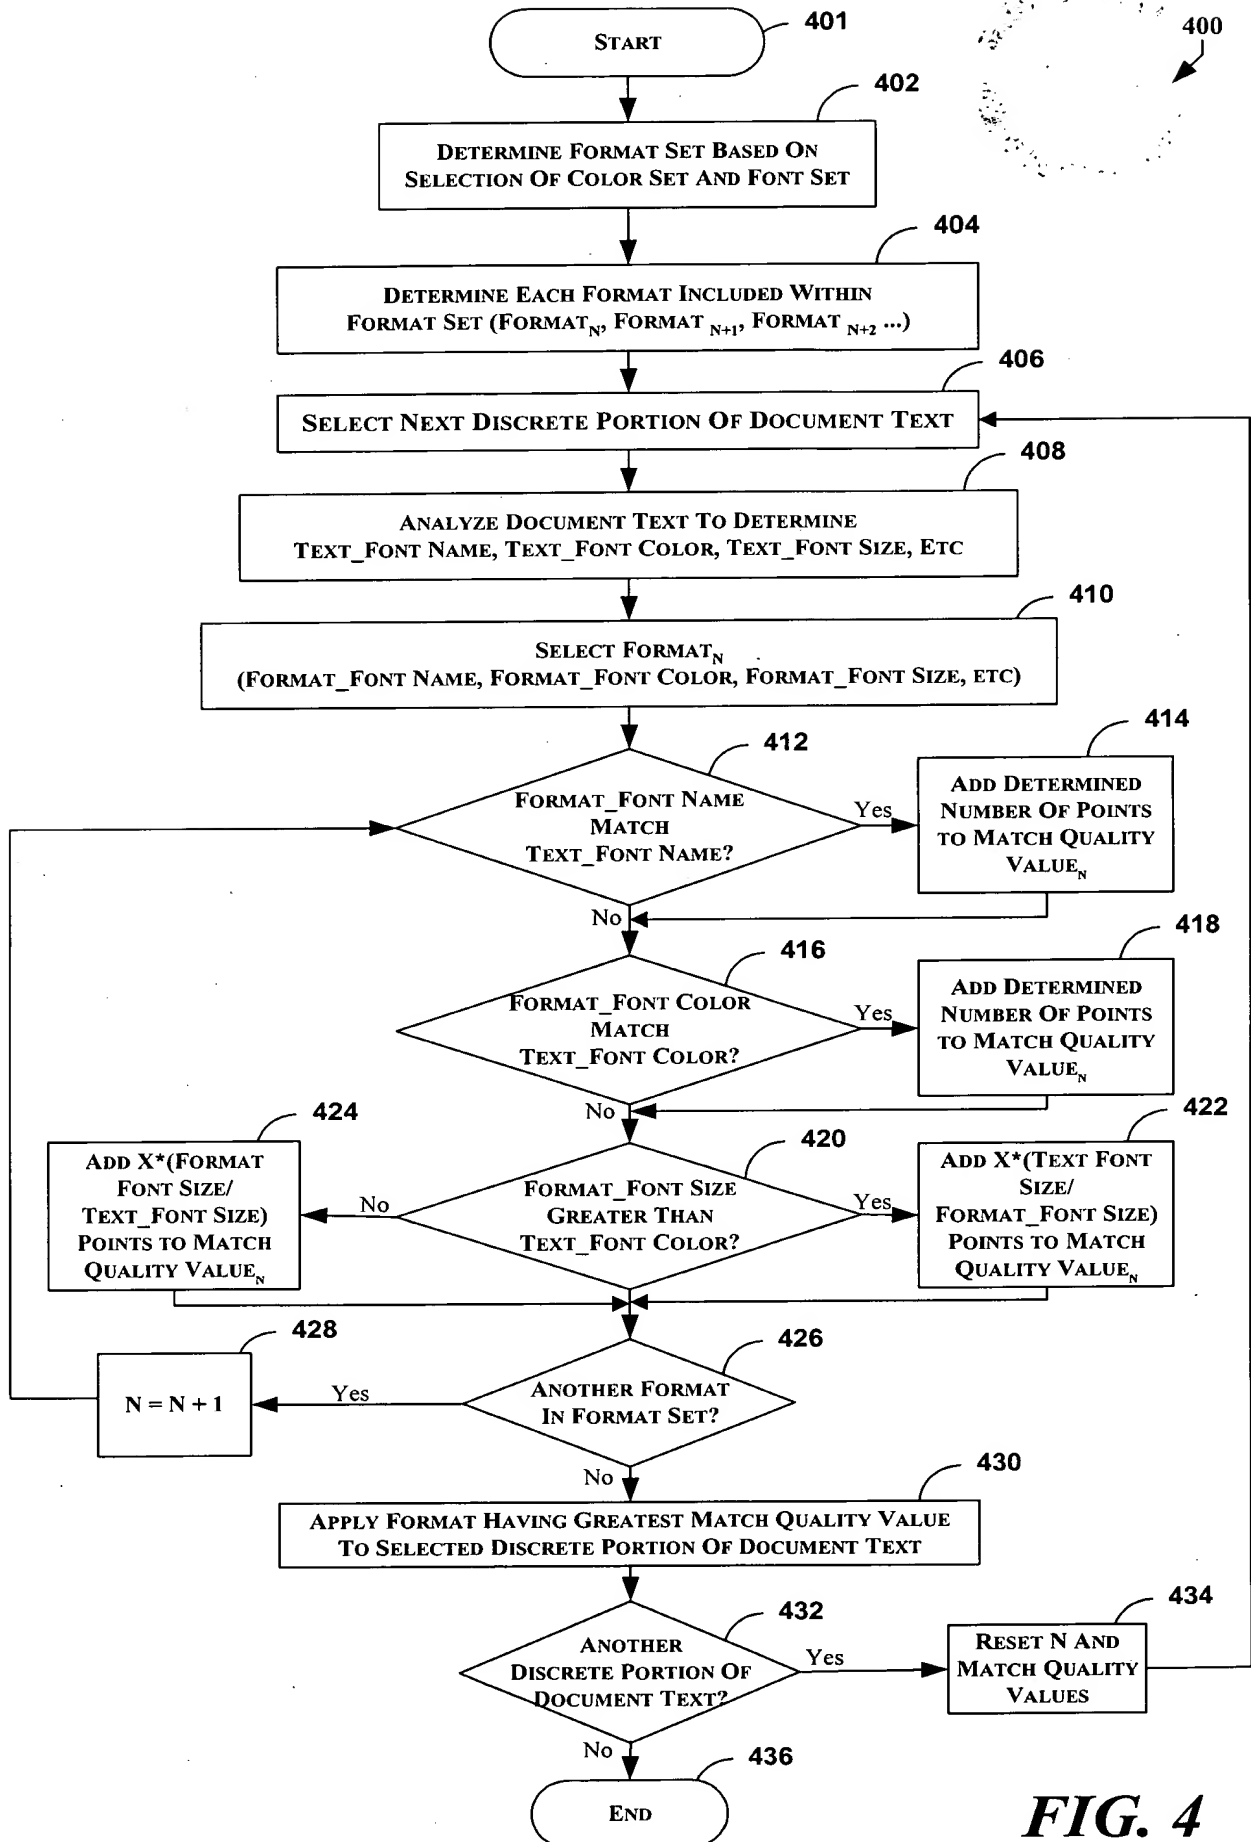 START
401
400
402
DETERMINE FORMAT SET BASED ON
SELECTION OF COLOR SET AND FONT SET
404
DETERMINE EACH FORMAT INCLUDED WITHIN
FORMAT SET (FORMATN, FORMAT N+1, FORMAT N+2 ...)
406
SELECT NEXT DISCRETE PORTION OF DOCUMENT TEXT
408
ANALYZE DOCUMENT TEXT TO DETERMINE
TEXT_FONT NAME, TEXT_FONT COLOR, TEXT_FONT SIZE, ETC
410
SELECT FORMATN
(FORMAT_FONT NAME, FORMAT_FONT COLOR, FORMAT_FONT SIZE, ETC)
412
FORMAT_FONT NAME
MATCH
TEXT_FONT NAME?
Yes
414
ADD DETERMINED
NUMBER OF POINTS
TO MATCH QUALITY
VALUEN
No
416
FORMAT_FONT COLOR
MATCH
TEXT_FONT COLOR?
Yes
418
ADD DETERMINED
NUMBER OF POINTS
TO MATCH QUALITY
VALUEN
No
424
ADD X*(FORMAT
FONT SIZE/
TEXT_FONT SIZE)
POINTS TO MATCH
QUALITY VALUEN
No
420
FORMAT_FONT SIZE
GREATER THAN
TEXT_FONT COLOR?
Yes
422
ADD X*(TEXT FONT
SIZE/
FORMAT_FONT SIZE)
POINTS TO MATCH
QUALITY VALUEN
428
N = N + 1
Yes
426
ANOTHER FORMAT
IN FORMAT SET?
No
430
APPLY FORMAT HAVING GREATEST MATCH QUALITY VALUE
TO SELECTED DISCRETE PORTION OF DOCUMENT TEXT
432
ANOTHER
DISCRETE PORTION OF
DOCUMENT TEXT?
Yes
434
RESET N AND
MATCH QUALITY
VALUES
No
436
END
FIG. 4